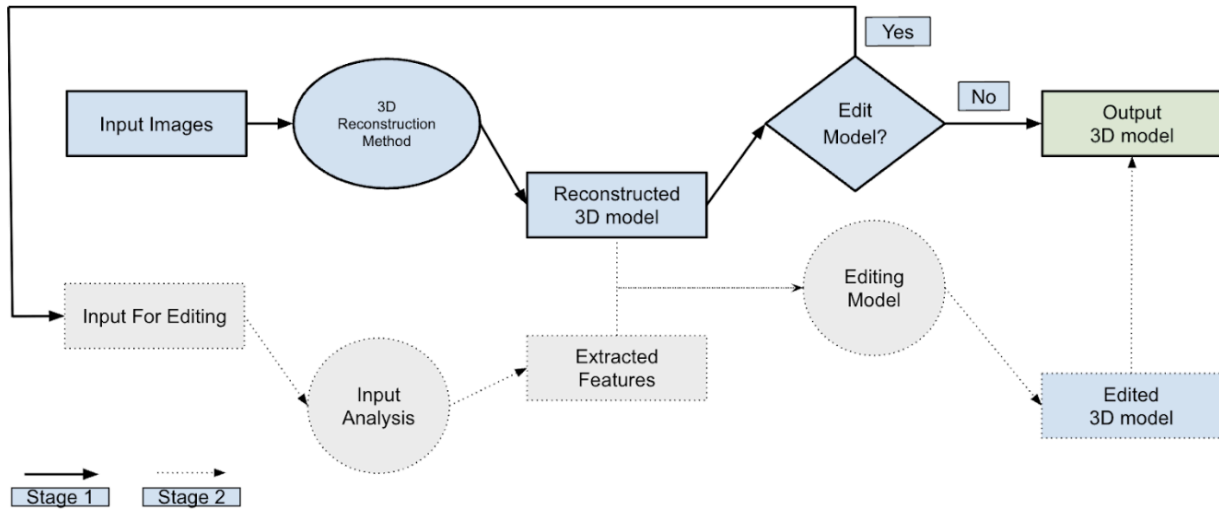 Yes
Input Images
3D
Reconstruction
Method
Edit
Model?
No
Output
3D model
Reconstructed
3D model
Input For Editing
Editing
Model
Extracted
Features
Input
Analysis
Edited
3D model
Stage 1
Stage 2